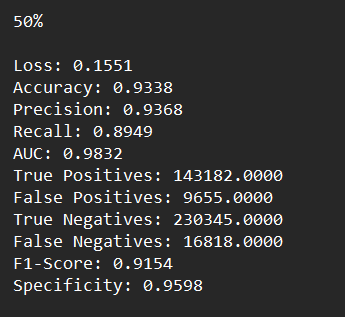 50%
Loss: 0.1551
Accuracy: 0.9338
Precision: 0.9368
Recall: 0.8949
AUC: 0.9832
True Positives: 143182.0000
False Positives: 9655.0000
True Negatives: 230345.0000
False Negatives: 16818.0000
F1-Score: 0.9154
Specificity: 0.9598